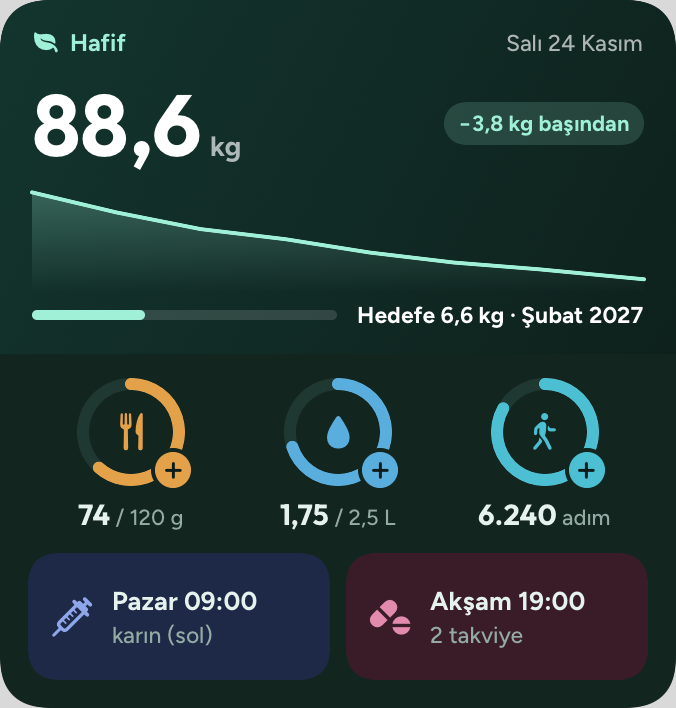 Hafif
Salı 24 Kasım
88,6 kg
-3,8 kg başından
Hedefe 6,6 kg · Şubat 2027
74 / 120 g
1,75 / 2,5 L
6.240 adım
Pazar 09:00
karın (sol)
Akşam 19:00
2 takviye